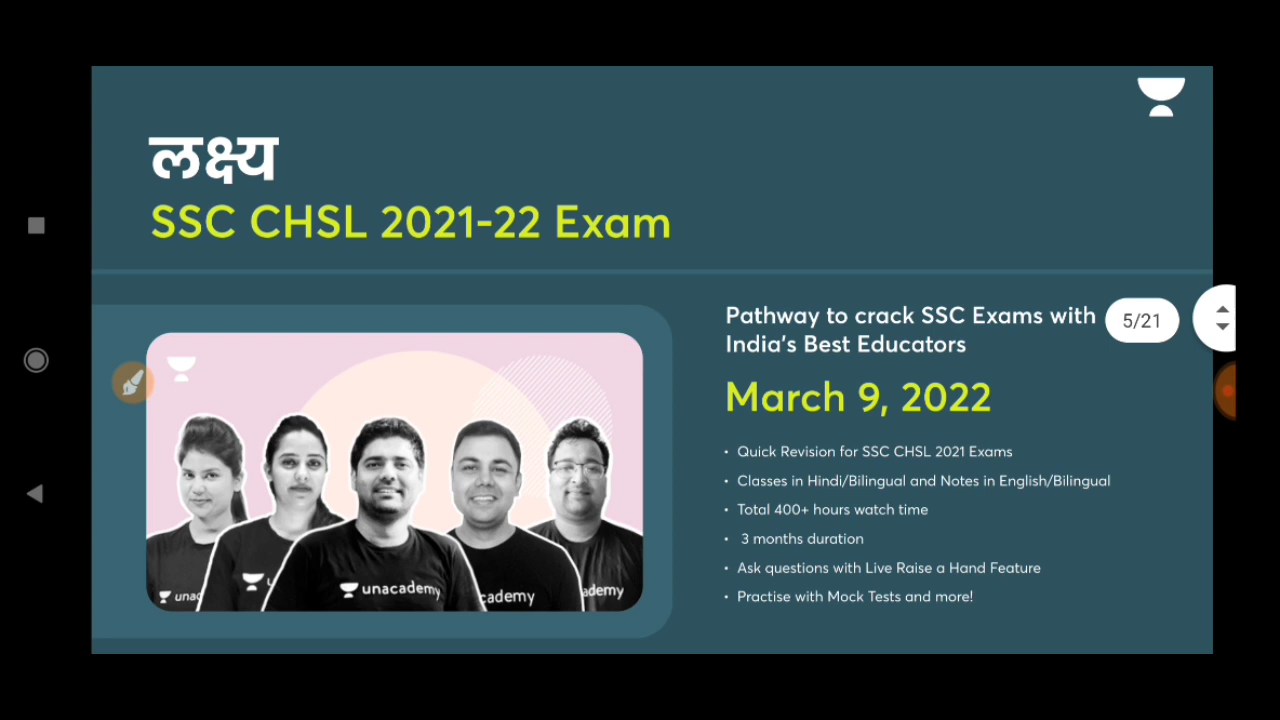 लक्ष्य
SSC CHSL 2021-22 Exam
Pathway to crack SSC Exams with
India's Best Educators
5/21
March 9, 2022
• Quick Revision for SSC CHSL 2021 Exams
• Classes in Hindi/Bilingual and Notes in English/Bilingual
• Total 400+ hours watch time
• 3 months duration
• Ask questions with Live Raise a Hand Feature
• Practise with Mock Tests and more!
unac
u
unacademy
cademy
ademy